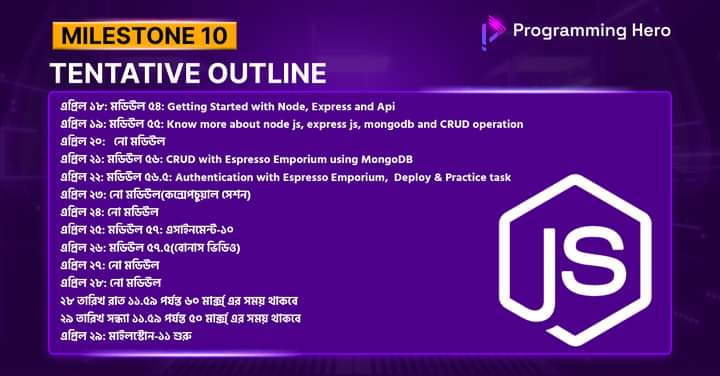 MILESTONE 10
Programming Hero
TENTATIVE OUTLINE
এপ্রিল ১৮: মডিউল ৫৪: Getting Started with Node, Express and Api
এপ্রিল ১৯: মডিউল ৫৫: Know more about node js, express js, mongodb and CRUD operation
এপ্রিল ২০: নো মডিউল
এপ্রিল ২১: মডিউল ৫৬: CRUD with Espresso Emporium using MongoDB
এপ্রিল ২২: মডিউল ৫৬.৫: Authentication with Espresso Emporium, Deploy & Practice task
এপ্রিল ২৩: নো মডিউল(কন্সেপচুয়াল সেশন)
এপ্রিল ২৪: নো মডিউল
এপ্রিল ২৫: মডিউল ৫৭: এসাইনমেন্ট-১০
এপ্রিল ২৬: মডিউল ৫৭.৫(বোনাস ভিডিও)
এপ্রিল ২৭: নো মডিউল
এপ্রিল ২৮: নো মডিউল
২৮ তারিখ রাত ১১.৫৯ পর্যন্ত ৬০ মার্ক্স এর সময় থাকবে
২৯ তারিখ সন্ধ্যা ১১.৫৯ পর্যন্ত ৫০ মার্ক্স এর সময় থাকবে
এপ্রিল ২৯: মাইলস্টোন-১১ শুরু
JS